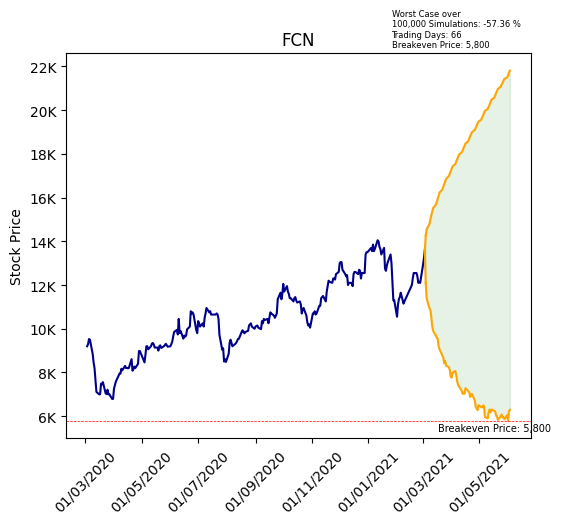 Worst Case over
100,000 Simulations: -57.36 %
Trading Days: 66
Breakeven Price: 5,800
FCN
Stock Price
22K
20K
18K
16K
14K
12K
10K
8K
6K
Breakeven Price: 5,800
01/03/2020
01/05/2020
01/07/2020
01/09/2020
01/11/2020
01/01/2021
01/03/2021
01/05/2021